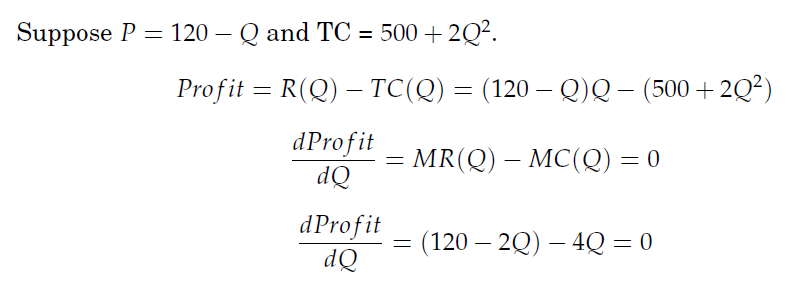 Suppose P = 120 − Q and TC = 500 + 2Q².
Profit = R(Q) − TC(Q) = (120 − Q)Q − (500 + 2Q²)
dProfit/dQ = MR(Q) − MC(Q) = 0
dProfit/dQ = (120 − 2Q) − 4Q = 0